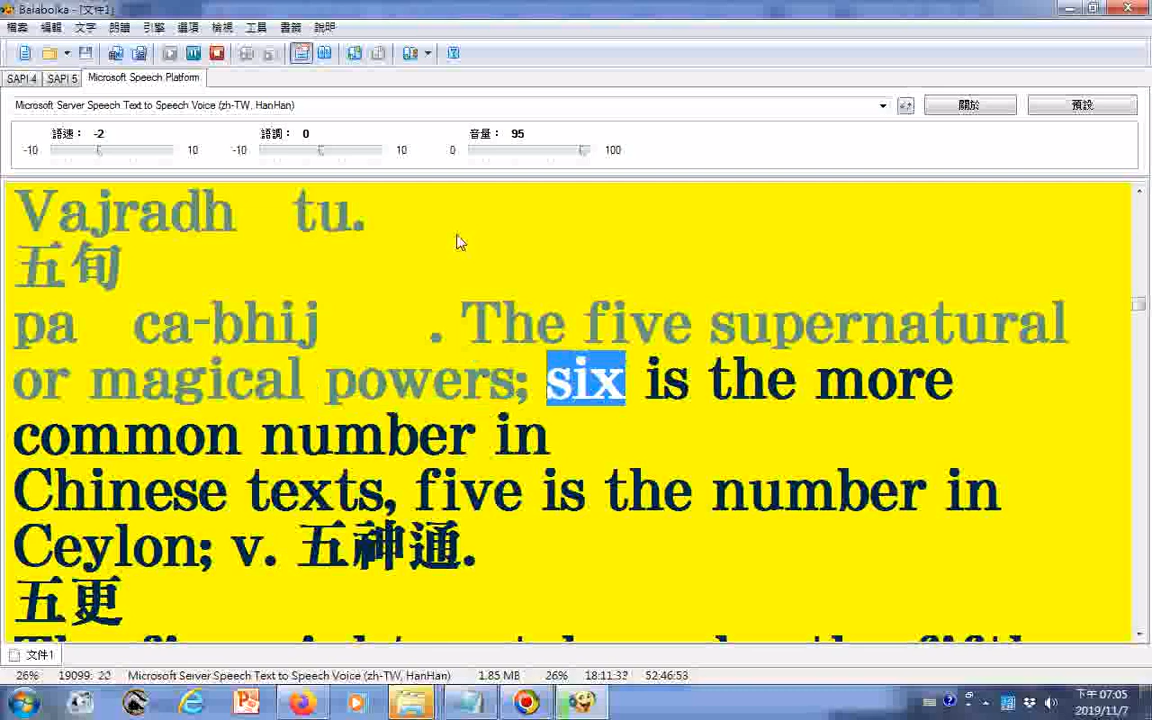 Balabolka - [文件1]
檔案 編輯 文字 朗讀 引擎 選項 檢視 工具 書籤 說明
SAPI 4 SAPI 5 Microsoft Speech Platform
Microsoft Server Speech Text to Speech Voice (zh-TW, HanHan) 關於 預設
語速： -2 語調： 0 音量： 95
-10 10 -10 10 0 100
Vajradh tu.
五旬
pa ca-bhij . The five supernatural
or magical powers; six is the more
common number in
Chinese texts, five is the number in
Ceylon; v. 五神通.
五更
文件1
26% Microsoft Server Speech Text to Speech Voice (zh-TW, HanHan) 1.85 MB 26% 18:11:33 52:46:53
下午 07:05
2019/11/7